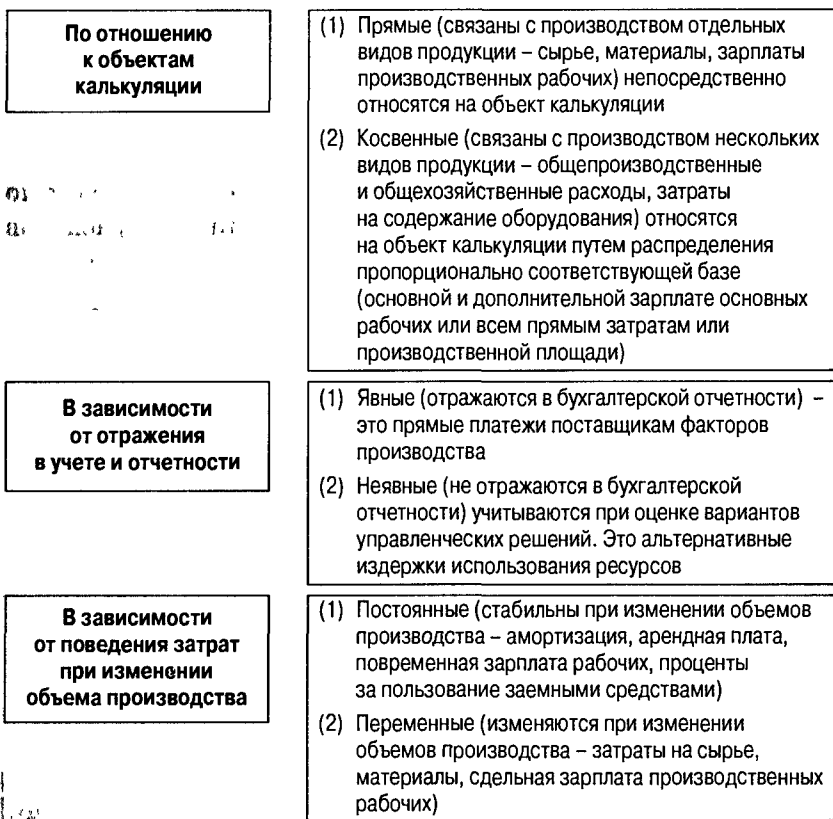 По отношению
к объектам
калькуляции
(1) Прямые (связаны с производством отдельных
видов продукции – сырье, материалы, зарплаты
производственных рабочих) непосредственно
относятся на объект калькуляции
(2) Косвенные (связаны с производством нескольких
видов продукции – общепроизводственные
и общехозяйственные расходы, затраты
на содержание оборудования) относятся
на объект калькуляции путем распределения
пропорционально соответствующей базе
(основной и дополнительной зарплате основных
рабочих или всем прямым затратам или
производственной площади)
В зависимости
от отражения
в учете и отчетности
(1) Явные (отражаются в бухгалтерской отчетности) –
это прямые платежи поставщикам факторов
производства
(2) Неявные (не отражаются в бухгалтерской
отчетности) учитываются при оценке вариантов
управленческих решений. Это альтернативные
издержки использования ресурсов
В зависимости
от поведения затрат
при изменении
объема производства
(1) Постоянные (стабильны при изменении объемов
производства – амортизация, арендная плата,
повременная зарплата рабочих, проценты
за пользование заемными средствами)
(2) Переменные (изменяются при изменении
объемов производства – затраты на сырье,
материалы, сдельная зарплата производственных
рабочих)